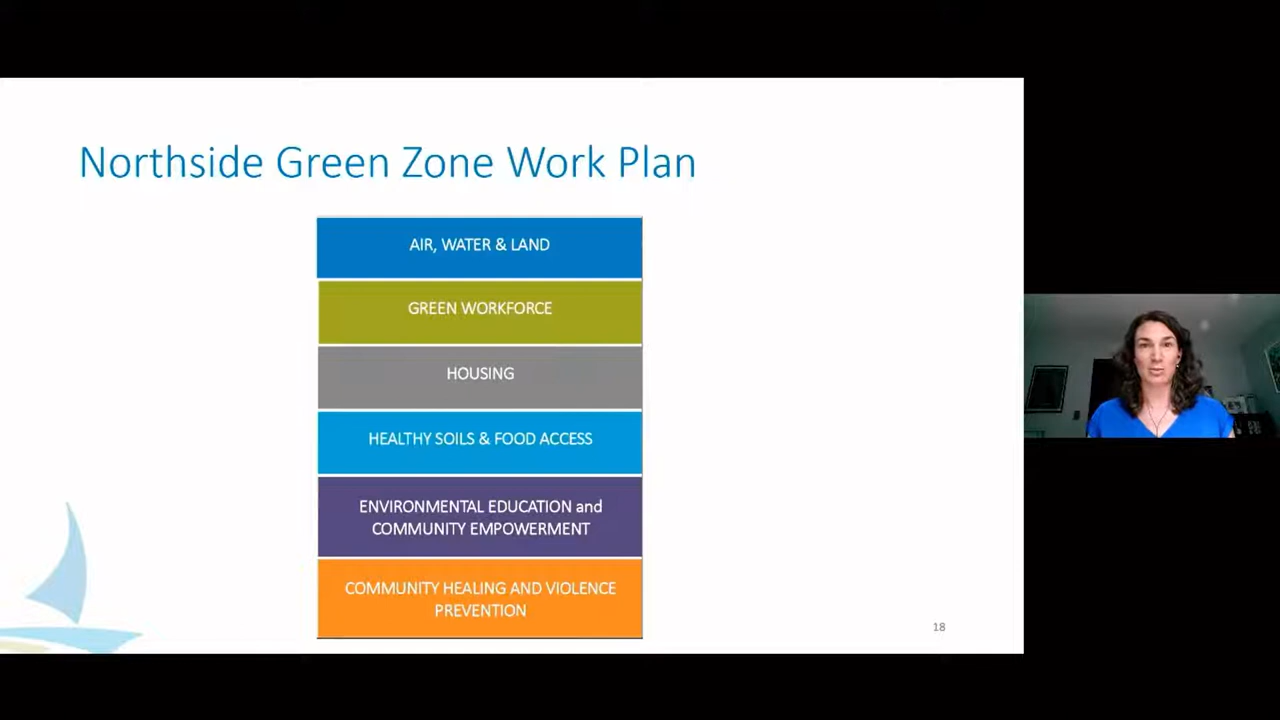 Northside Green Zone Work Plan
AIR, WATER & LAND
GREEN WORKFORCE
HOUSING
HEALTHY SOILS & FOOD ACCESS
ENVIRONMENTAL EDUCATION and
COMMUNITY EMPOWERMENT
COMMUNITY HEALING AND VIOLENCE
PREVENTION
18